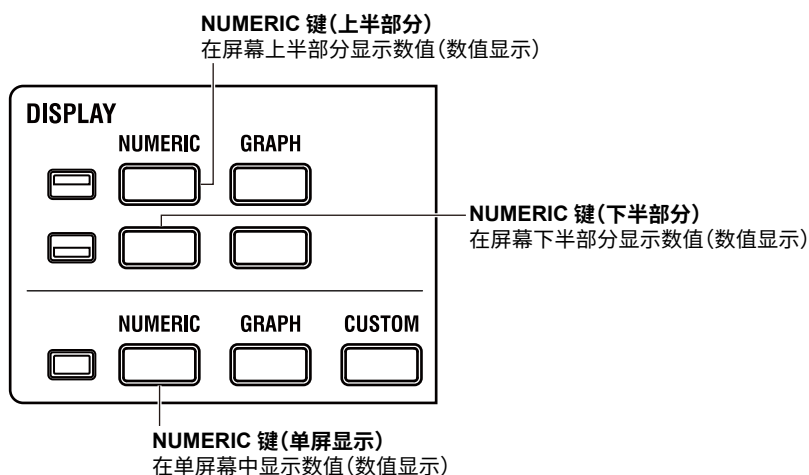 NUMERIC 键(上半部分)
在屏幕上半部分显示数值(数值显示)
DISPLAY
NUMERIC GRAPH
NUMERIC 键(下半部分)
在屏幕下半部分显示数值(数值显示)
NUMERIC GRAPH CUSTOM
NUMERIC 键(单屏显示)
在单屏幕中显示数值(数值显示)